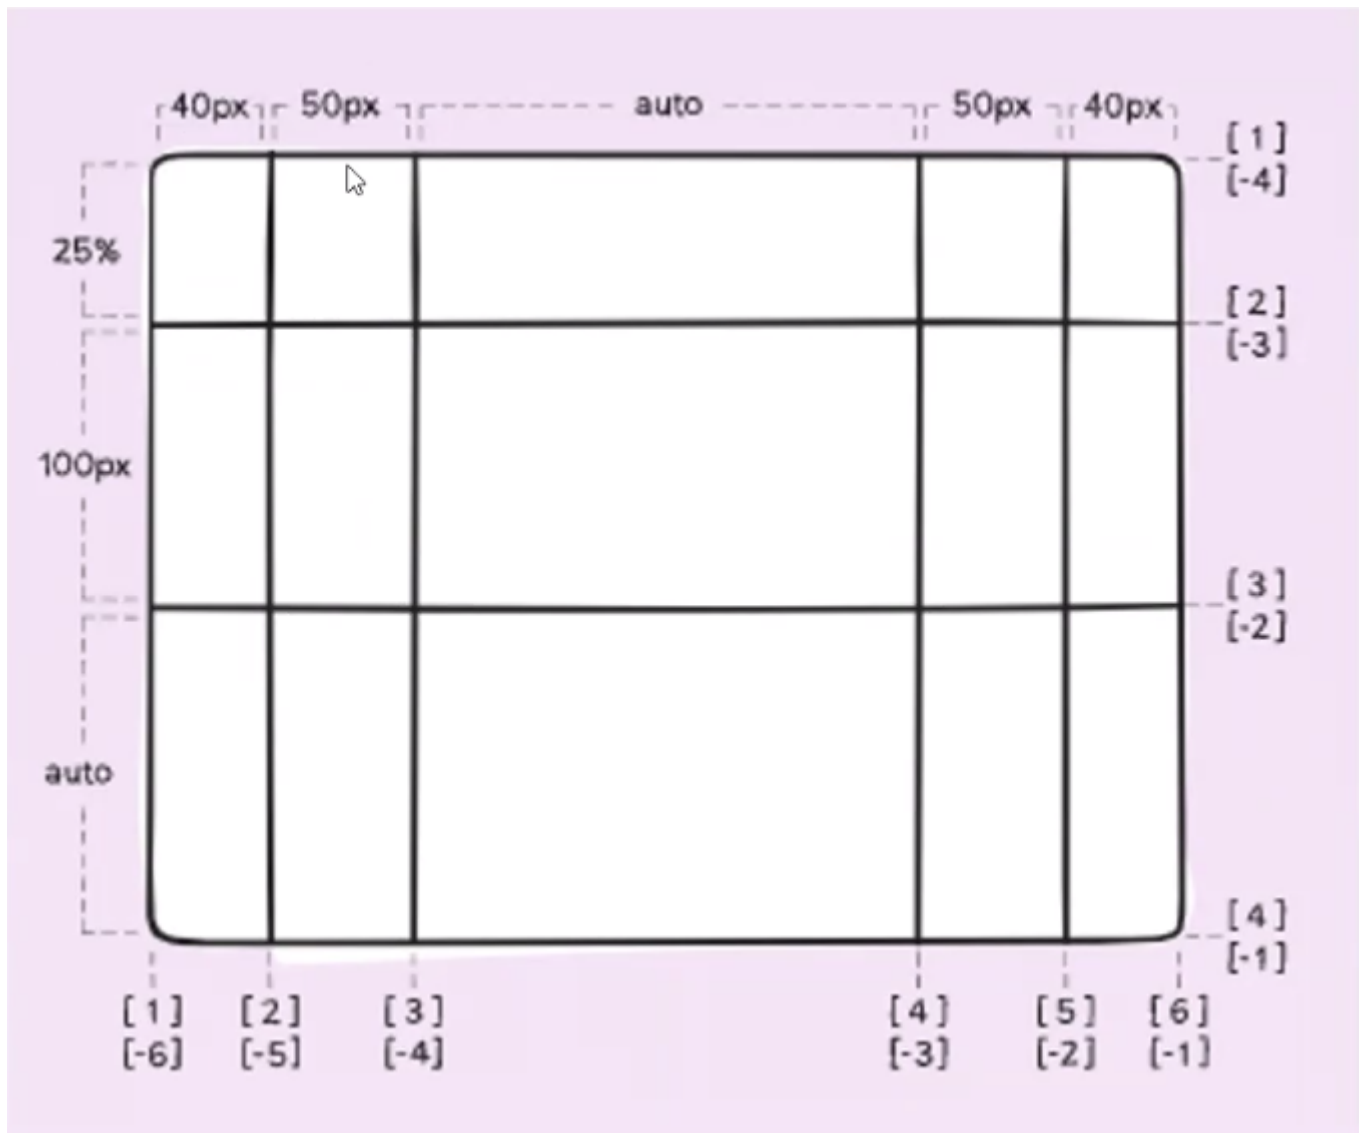 40px 50px auto 50px 40px
[1]
[-4]
25%
[2]
[-3]
100px
[3]
[-2]
auto
[4]
[-1]
[1] [2] [3] [4] [5] [6]
[-6] [-5] [-4] [-3] [-2] [-1]